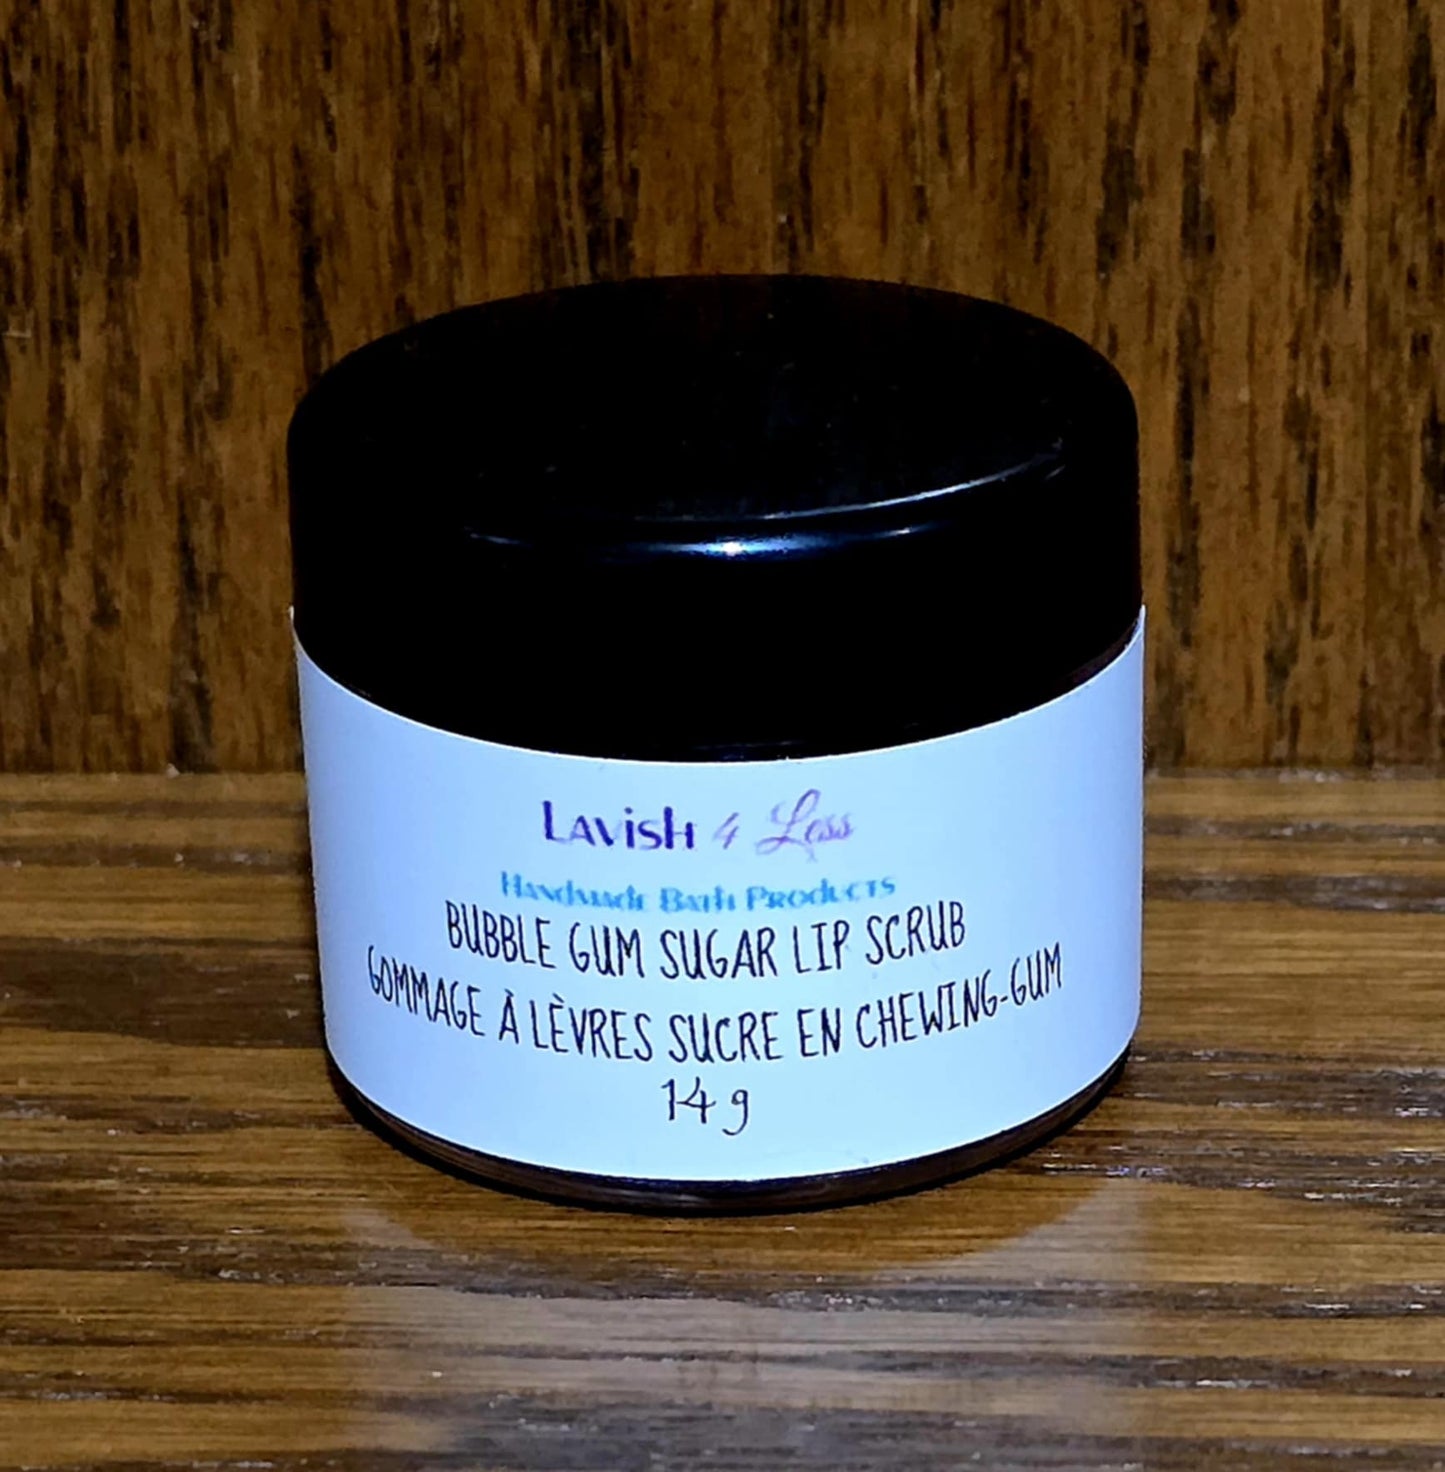 Lavish 4 Less
Handmade Bath Products
BUBBLE GUM SUGAR LIP SCRUB
GOMMAGE À LÈVRES SUCRE EN CHEWING-GUM
14 g